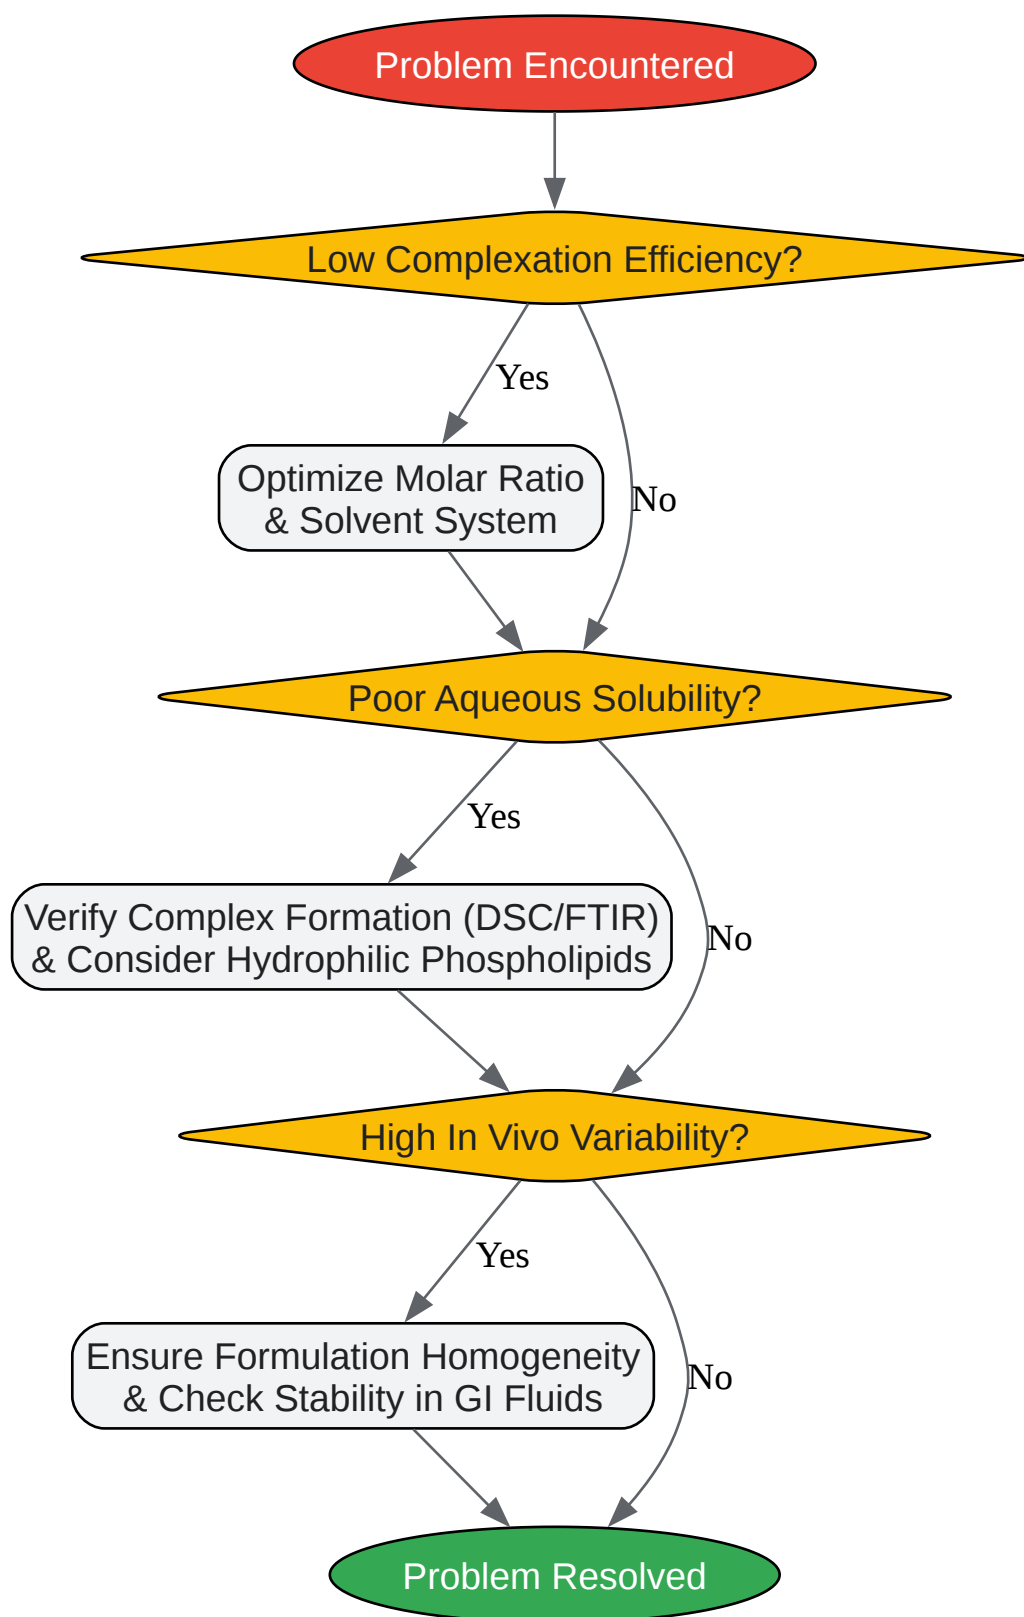 Problem Encountered
Low Complexation Efficiency?
Yes
Optimize Molar Ratio
& Solvent System
No
Poor Aqueous Solubility?
Yes
Verify Complex Formation (DSC/FTIR)
& Consider Hydrophilic Phospholipids
No
High In Vivo Variability?
Yes
Ensure Formulation Homogeneity
& Check Stability in GI Fluids
No
Problem Resolved